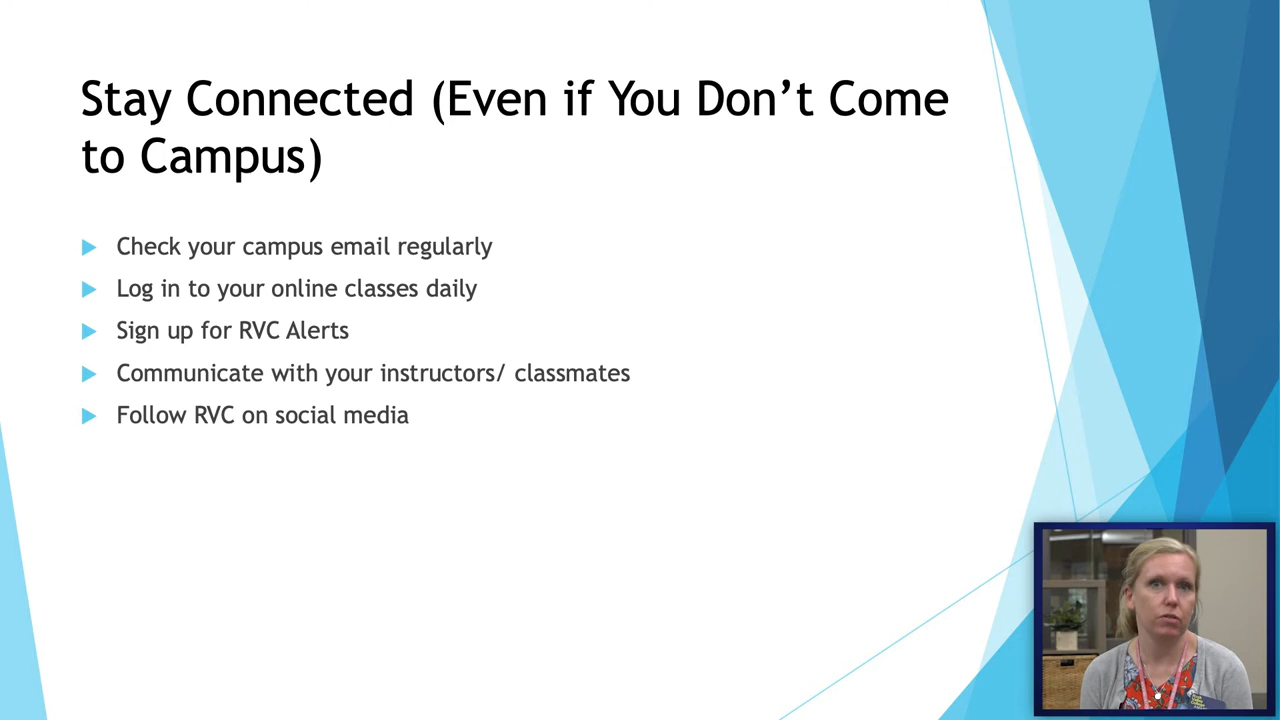 Stay Connected (Even if You Don’t Come
to Campus)
Check your campus email regularly
Log in to your online classes daily
Sign up for RVC Alerts
Communicate with your instructors/ classmates
Follow RVC on social media